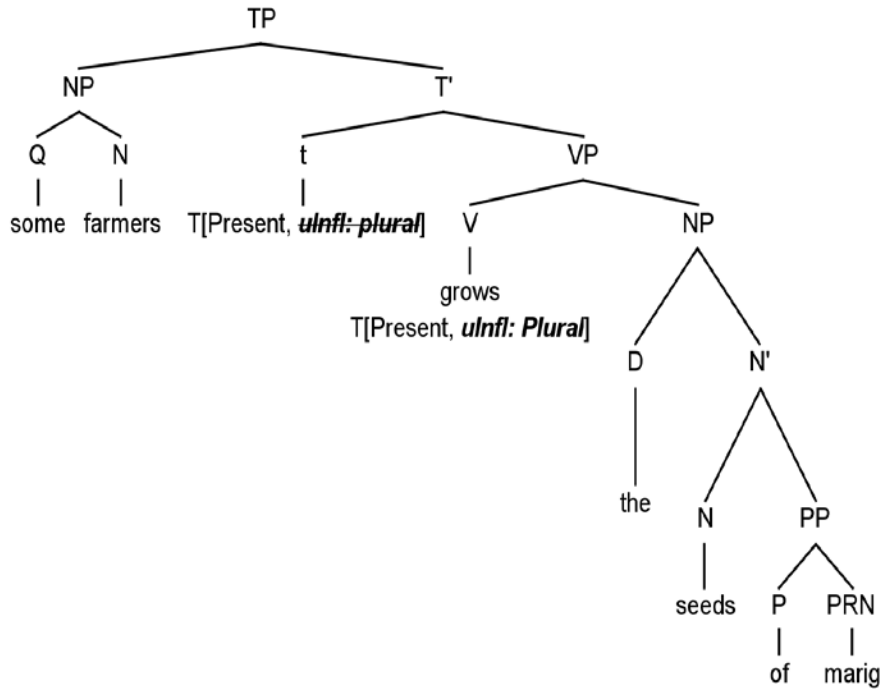 TP
NP T'
Q N t VP
some farmers T[Present, uInfl: plural] V NP
grows
T[Present, uInfl: Plural]
D N'
the N PP
seeds P PRN
of marig